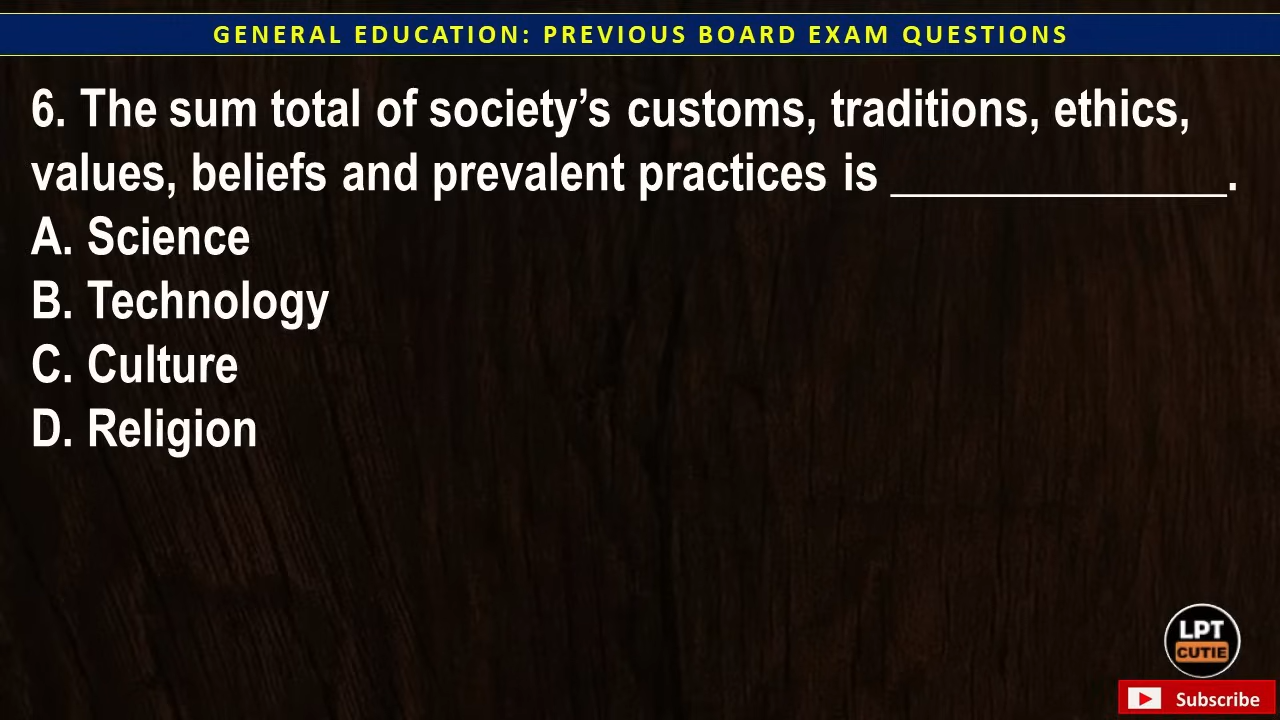 GENERAL EDUCATION: PREVIOUS BOARD EXAM QUESTIONS
6. The sum total of society’s customs, traditions, ethics,
values, beliefs and prevalent practices is ______________.
A. Science
B. Technology
C. Culture
D. Religion
LPT
CUTIE
Subscribe